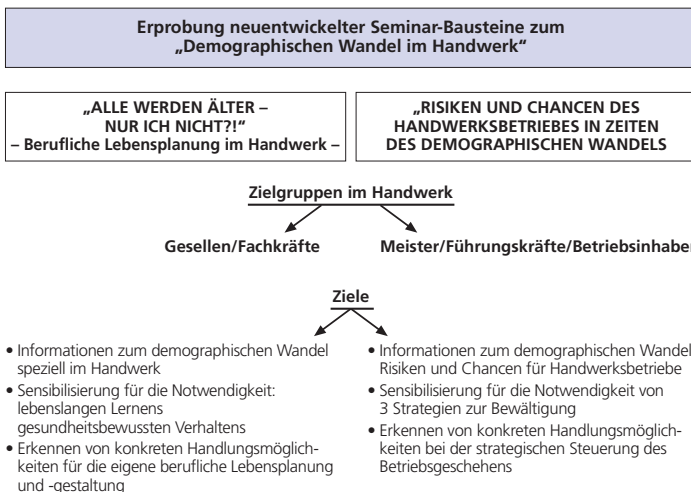 Erprobung neuentwickelter Seminar-Bausteine zum
„Demographischen Wandel im Handwerk“
„ALLE WERDEN ÄLTER –
NUR ICH NICHT?!“
– Berufliche Lebensplanung im Handwerk –
„RISIKEN UND CHANCEN DES
HANDWERKSBETRIEBES IN ZEITEN
DES DEMOGRAPHISCHEN WANDELS
Zielgruppen im Handwerk
Gesellen/Fachkräfte
Meister/Führungskräfte/Betriebsinhaber
Ziele
• Informationen zum demographischen Wandel
speziell im Handwerk
• Sensibilisierung für die Notwendigkeit:
lebenslangen Lernens
gesundheitsbewussten Verhaltens
• Erkennen von konkreten Handlungsmöglich-
keiten für die eigene berufliche Lebensplanung
und -gestaltung
• Informationen zum demographischen Wandel
Risiken und Chancen für Handwerksbetriebe
• Sensibilisierung für die Notwendigkeit von
3 Strategien zur Bewältigung
• Erkennen von konkreten Handlungsmöglich-
keiten bei der strategischen Steuerung des
Betriebsgeschehens